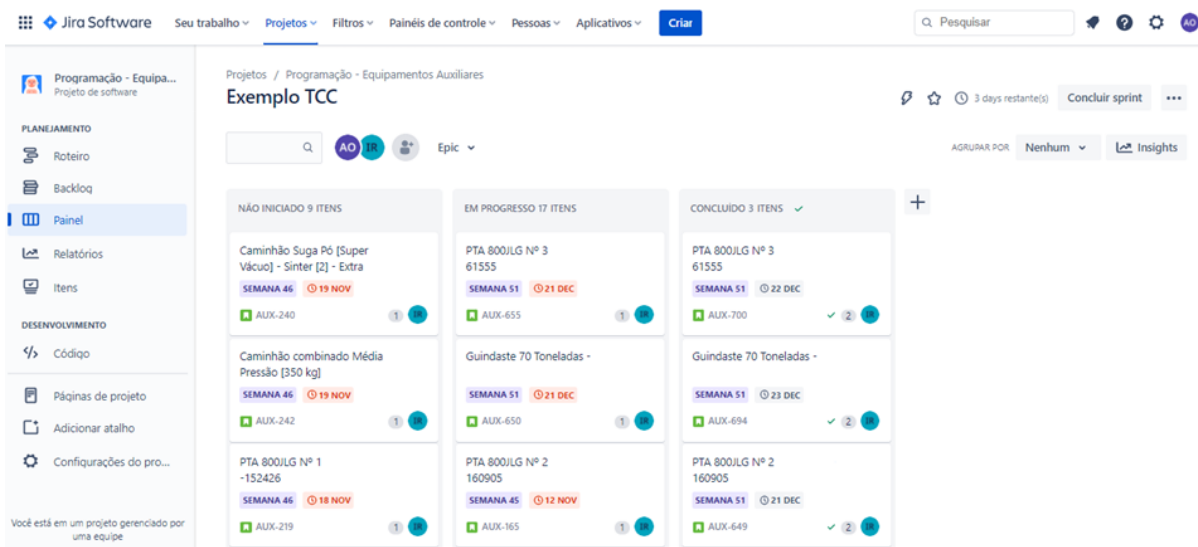 Jira Software
Seu trabalho
Projetos
Filtros
Painéis de controle
Pessoas
Aplicativos
Criar
Pesquisar
AO
Programação - Equipa...
Projeto de software
PLANEJAMENTO
Roteiro
Backlog
Painel
Relatórios
Itens
DESENVOLVIMENTO
Código
Páginas de projeto
Adicionar atalho
Configurações do pro...
Você está em um projeto gerenciado por
uma equipe
Projetos / Programação - Equipamentos Auxiliares
Exemplo TCC
3 days restante(s)
Concluir sprint
AO IR
Epic
AGRUPAR POR
Nenhum
Insights
NÃO INICIADO 9 ITENS
Caminhão Suga Pó [Super
Vácuo] - Sinter [2] - Extra
SEMANA 46 19 NOV
AUX-240 1 IR
Caminhão combinado Média
Pressão [350 kg]
SEMANA 46 19 NOV
AUX-242 1 IR
PTA 800JLG Nº 1
-152426
SEMANA 46 18 NOV
AUX-219 1 IR
EM PROGRESSO 17 ITENS
PTA 800JLG Nº 3
61555
SEMANA 51 21 DEC
AUX-655 1 IR
Guindaste 70 Toneladas -
SEMANA 51 21 DEC
AUX-650 1 IR
PTA 800JLG Nº 2
160905
SEMANA 45 12 NOV
AUX-165 1 IR
CONCLUÍDO 3 ITENS
PTA 800JLG Nº 3
61555
SEMANA 51 22 DEC
AUX-700 2 IR
Guindaste 70 Toneladas -
SEMANA 51 23 DEC
AUX-694 2 IR
PTA 800JLG Nº 2
160905
SEMANA 51 21 DEC
AUX-649 2 IR